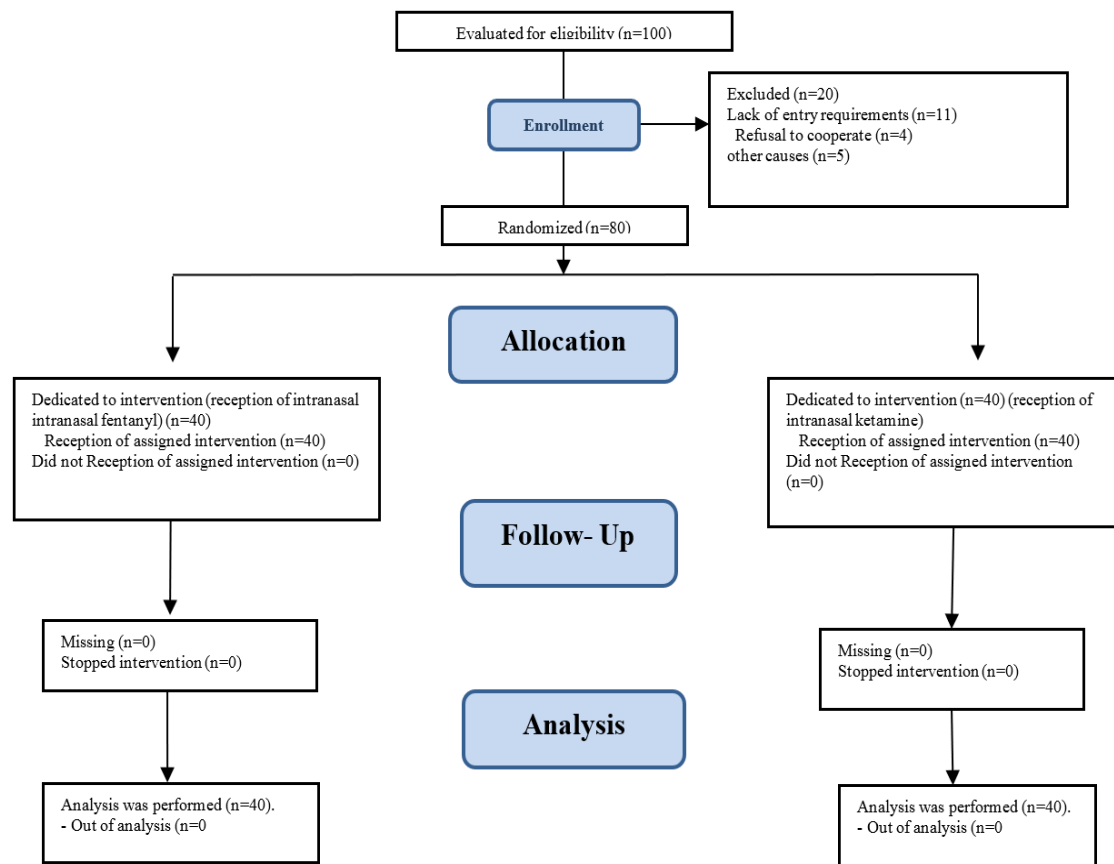 Evaluated for eligibility (n=100)
Enrollment
Excluded (n=20)
Lack of entry requirements (n=11)
Refusal to cooperate (n=4)
other causes (n=5)
Randomized (n=80)
Allocation
Dedicated to intervention (reception of intranasal
intranasal fentanyl) (n=40)
Reception of assigned intervention (n=40)
Did not Reception of assigned intervention (n=0)
Dedicated to intervention (n=40) (reception of
intranasal ketamine)
Reception of assigned intervention (n=40)
Did not Reception of assigned intervention
(n=0)
Follow- Up
Missing (n=0)
Stopped intervention (n=0)
Missing (n=0)
Stopped intervention (n=0)
Analysis
Analysis was performed (n=40).
- Out of analysis (n=0
Analysis was performed (n=40).
- Out of analysis (n=0